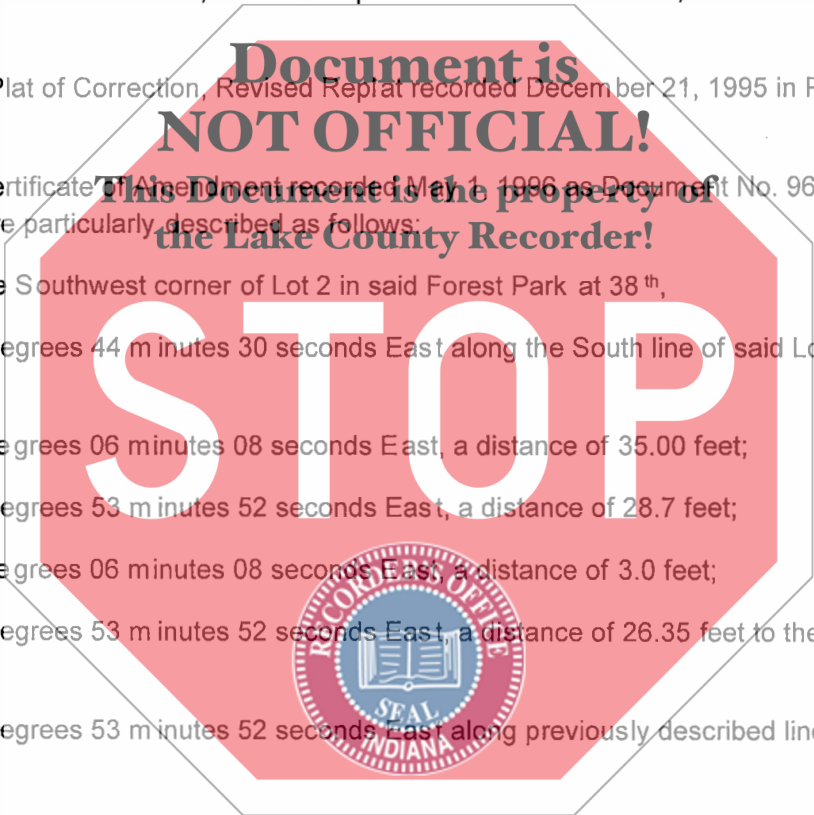 Document is
lat of Correction, Revised Replat recorded December 21, 1995 in
NOT OFFICIAL!
ertificate of Amendment recorded May 1, 1996 as Document No. 96
This Document is the property of
e particularly described as follows:
the Lake County Recorder!
e Southwest corner of Lot 2 in said Forest Park at 38 th,
STOP
egrees 44 minutes 30 seconds East along the South line of said Lo
egrees 06 minutes 08 seconds East, a distance of 35.00 feet;
egrees 53 minutes 52 seconds East, a distance of 28.7 feet;
egrees 06 minutes 08 seconds East, a distance of 3.0 feet;
egrees 53 minutes 52 seconds East, a distance of 26.35 feet to the
RECORDER'S OFFICE
SEAL
INDIANA
egrees 53 minutes 52 seconds East along previously described line